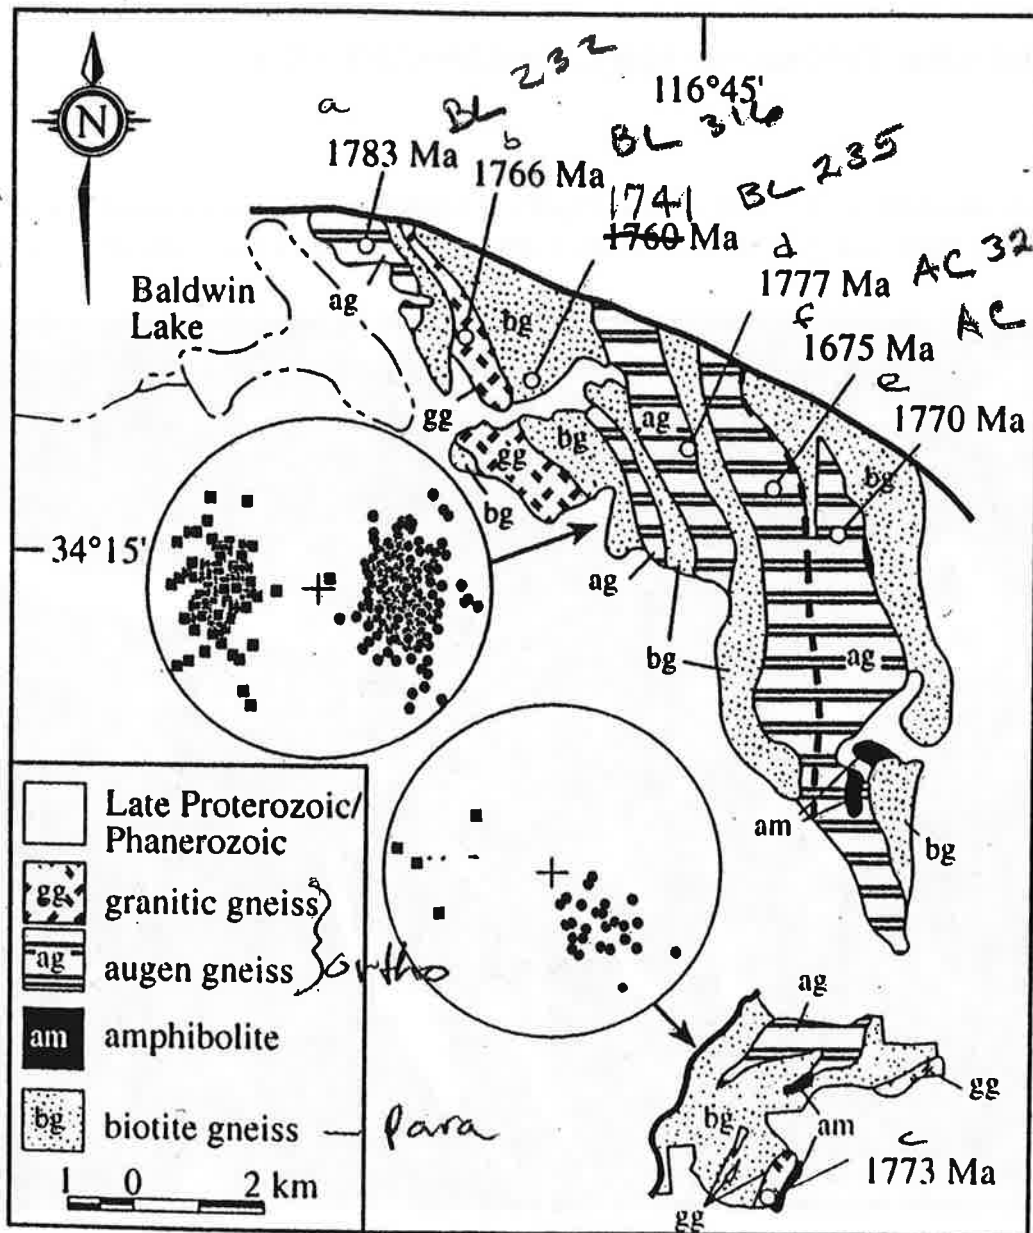 N
116°45'
a
BL 232
1783 Ma
b
1766 Ma
BL 316
1741
1760 Ma
BL 235
d
1777 Ma
AC 32
f
1675 Ma
AC
e
1770 Ma
Baldwin
Lake
ag
bg
gg
ag
bg
gg
bg
bg
34°15'
ag
bg
bg
ag
am
bg
Late Proterozoic/
Phanerozoic
gg granitic gneiss
ag augen gneiss ortho
am amphibolite
bg biotite gneiss — para
1 0 2 km
ag
gg
bg
am
c
1773 Ma
gg